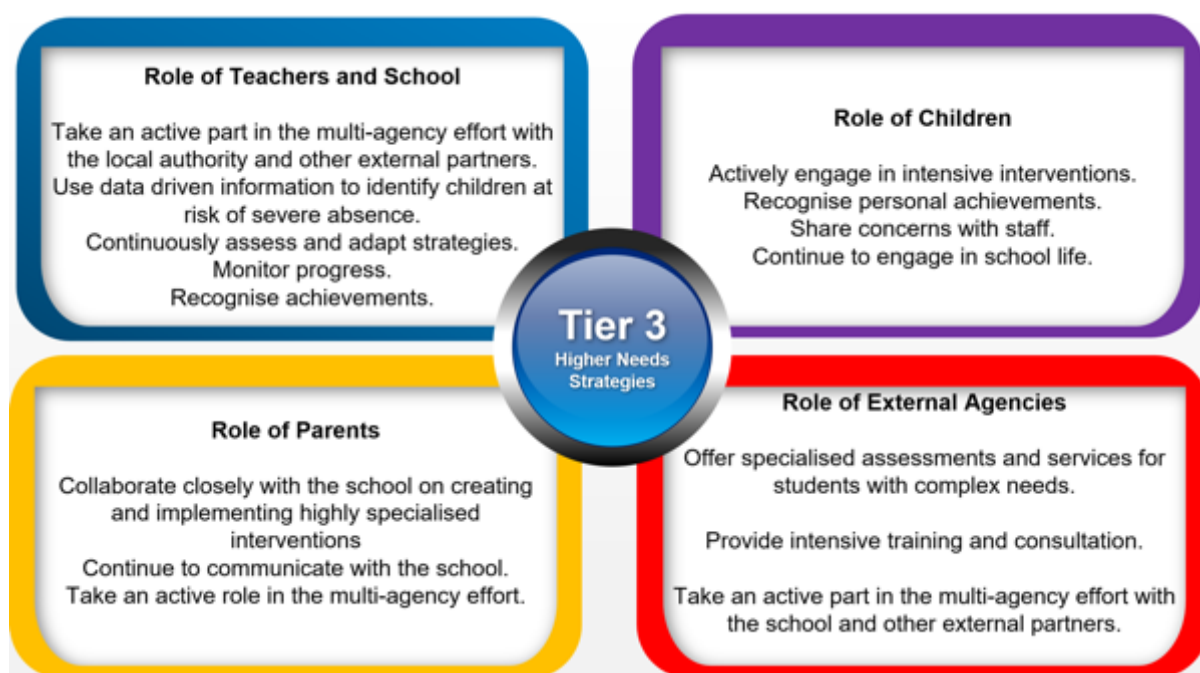 Role of Teachers and School
Take an active part in the multi-agency effort with
the local authority and other external partners.
Use data driven information to identify children at
risk of severe absence.
Continuously assess and adapt strategies.
Monitor progress.
Recognise achievements.
Role of Children
Actively engage in intensive interventions.
Recognise personal achievements.
Share concerns with staff.
Continue to engage in school life.
Tier 3
Higher Needs
Strategies
Role of Parents
Collaborate closely with the school on creating
and implementing highly specialised
interventions
Continue to communicate with the school.
Take an active role in the multi-agency effort.
Role of External Agencies
Offer specialised assessments and services for
students with complex needs.
Provide intensive training and consultation.
Take an active part in the multi-agency effort with
the school and other external partners.